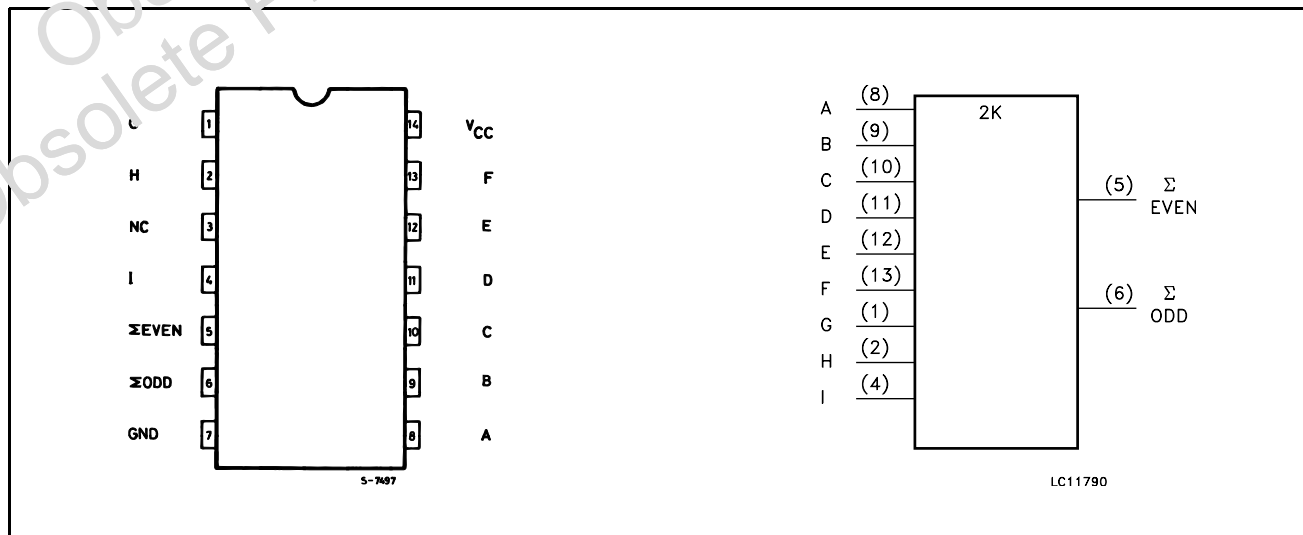 Obsolete P
1 14 VCC
H 2 13 F
NC 3 12 E
I 4 11 D
ΣEVEN 5 10 C
ΣODD 6 9 B
GND 7 8 A
S-7497
2K
A (8)
B (9)
C (10)
D (11)
E (12)
F (13)
G (1)
H (2)
I (4)
(5) Σ
EVEN
(6) Σ
ODD
LC11790